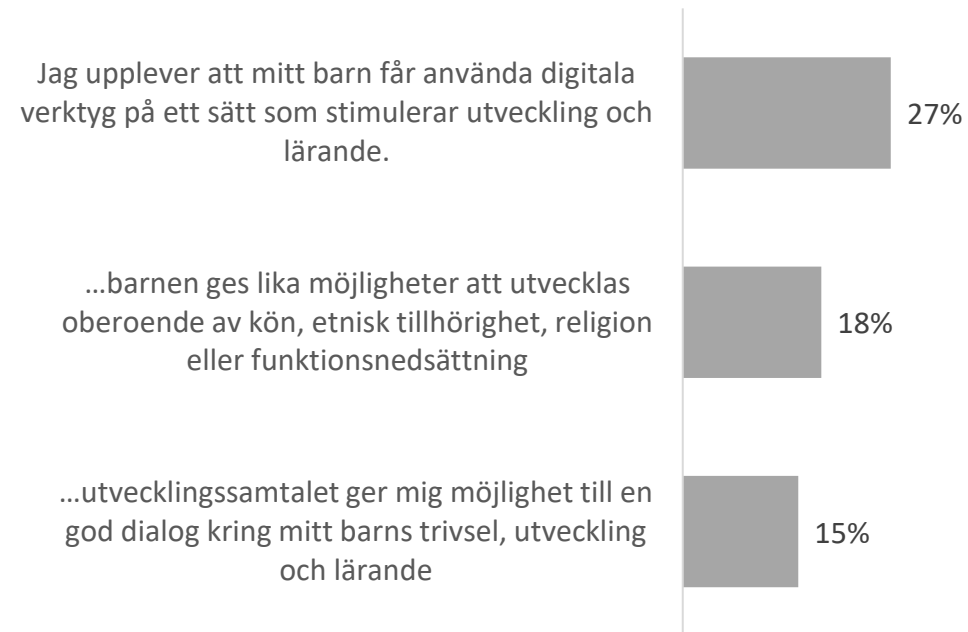 Jag upplever att mitt barn får använda digitala
verktyg på ett sätt som stimulerar utveckling och
lärande.
27%
…barnen ges lika möjligheter att utvecklas
oberoende av kön, etnisk tillhörighet, religion
eller funktionsnedsättning
18%
…utvecklingssamtalet ger mig möjlighet till en
god dialog kring mitt barns trivsel, utveckling
och lärande
15%